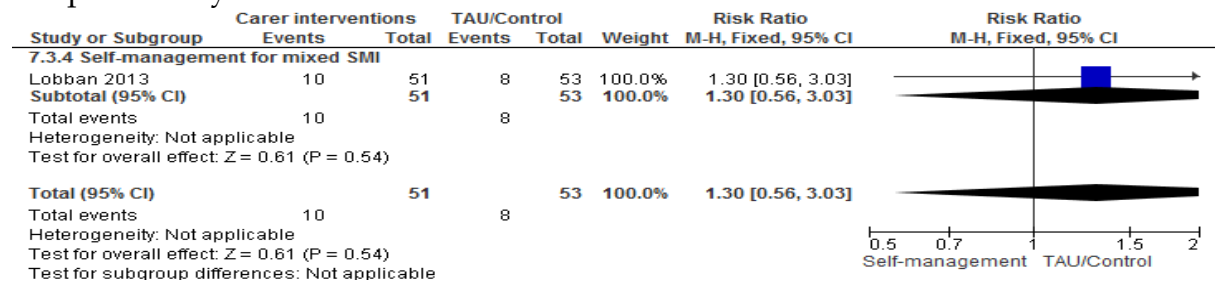 Carer interventions TAU/Control Risk Ratio Risk Ratio
Study or Subgroup Events Total Events Total Weight M-H, Fixed, 95% CI M-H, Fixed, 95% CI
7.3.4 Self-management for mixed SMI
Lobban 2013 10 51 8 53 100.0% 1.30 [0.56, 3.03]
Subtotal (95% CI) 51 53 100.0% 1.30 [0.56, 3.03]
Total events 10 8
Heterogeneity: Not applicable
Test for overall effect: Z = 0.61 (P = 0.54)
Total (95% CI) 51 53 100.0% 1.30 [0.56, 3.03]
Total events 10 8
Heterogeneity: Not applicable
Test for overall effect: Z = 0.61 (P = 0.54)
Test for subgroup differences: Not applicable
0.5 0.7 1 1.5 2
Self-management TAU/Control